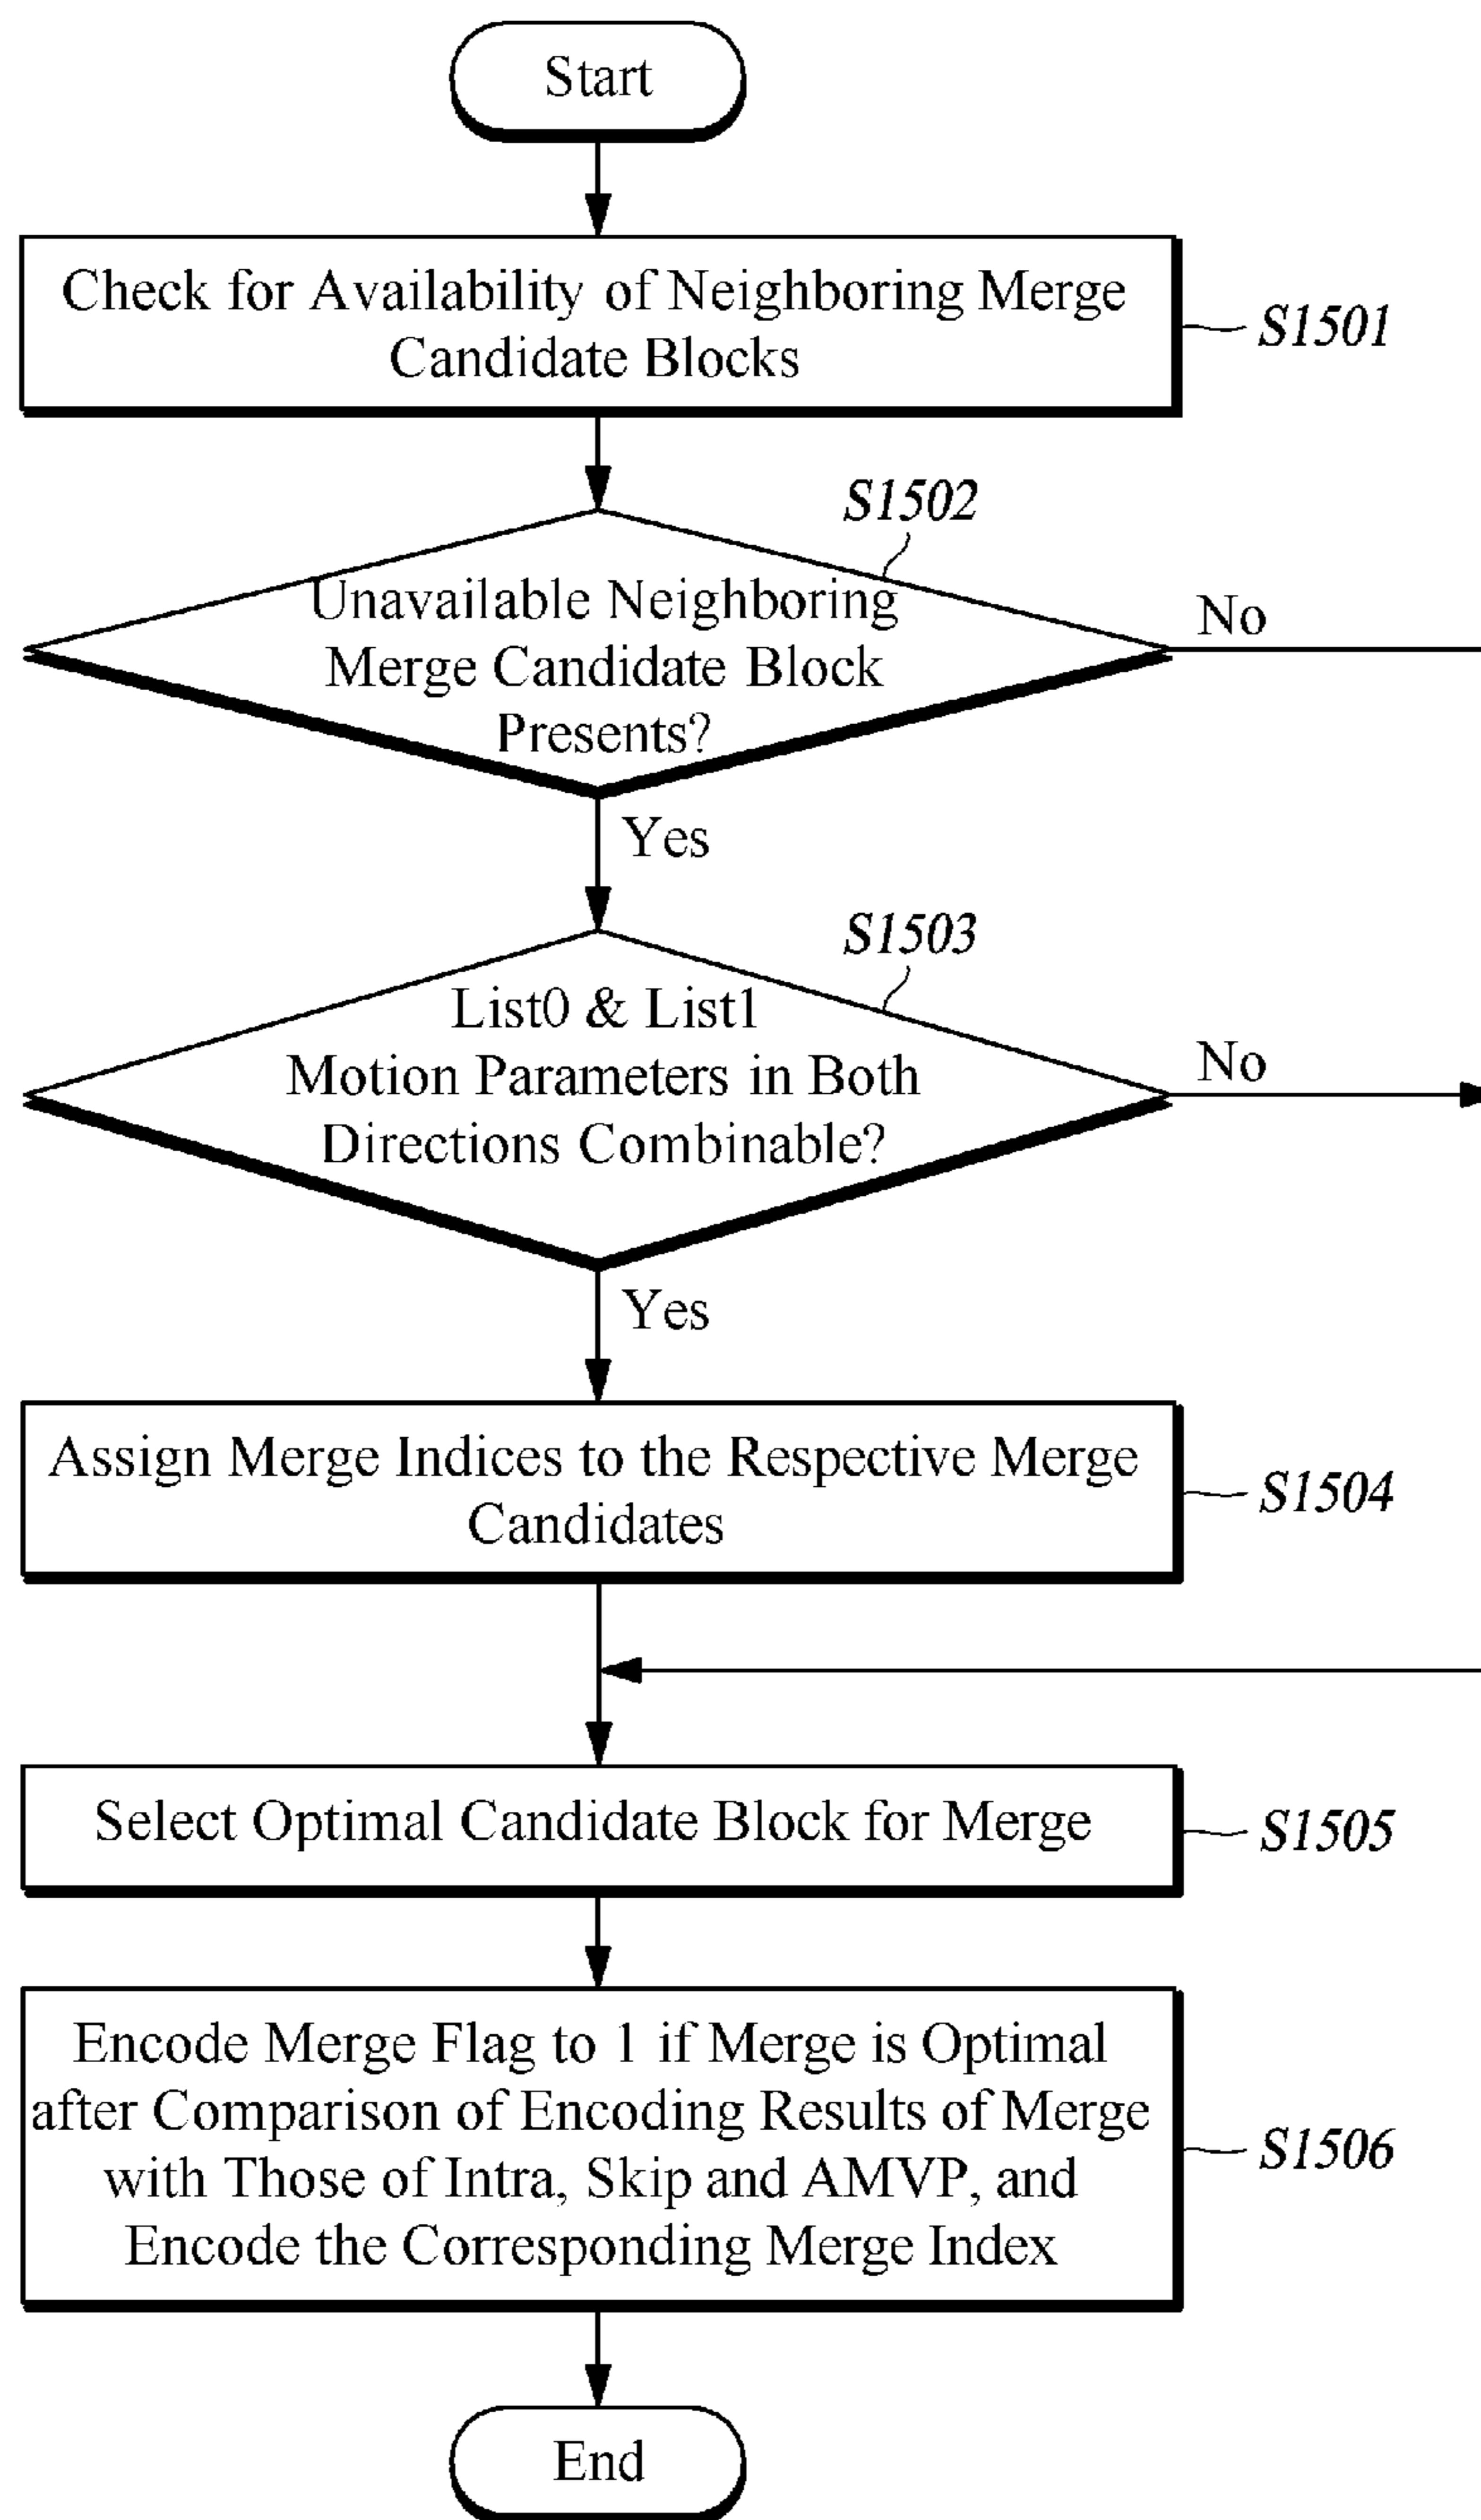 Start
Check for Availability of Neighboring Merge
Candidate Blocks
S1501
S1502
Unavailable Neighboring
Merge Candidate Block
Presents?
No
Yes
S1503
List0 & List1
Motion Parameters in Both
Directions Combinable?
No
Yes
Assign Merge Indices to the Respective Merge
Candidates
S1504
Select Optimal Candidate Block for Merge
S1505
Encode Merge Flag to 1 if Merge is Optimal
after Comparison of Encoding Results of Merge
with Those of Intra, Skip and AMVP, and
Encode the Corresponding Merge Index
S1506
End